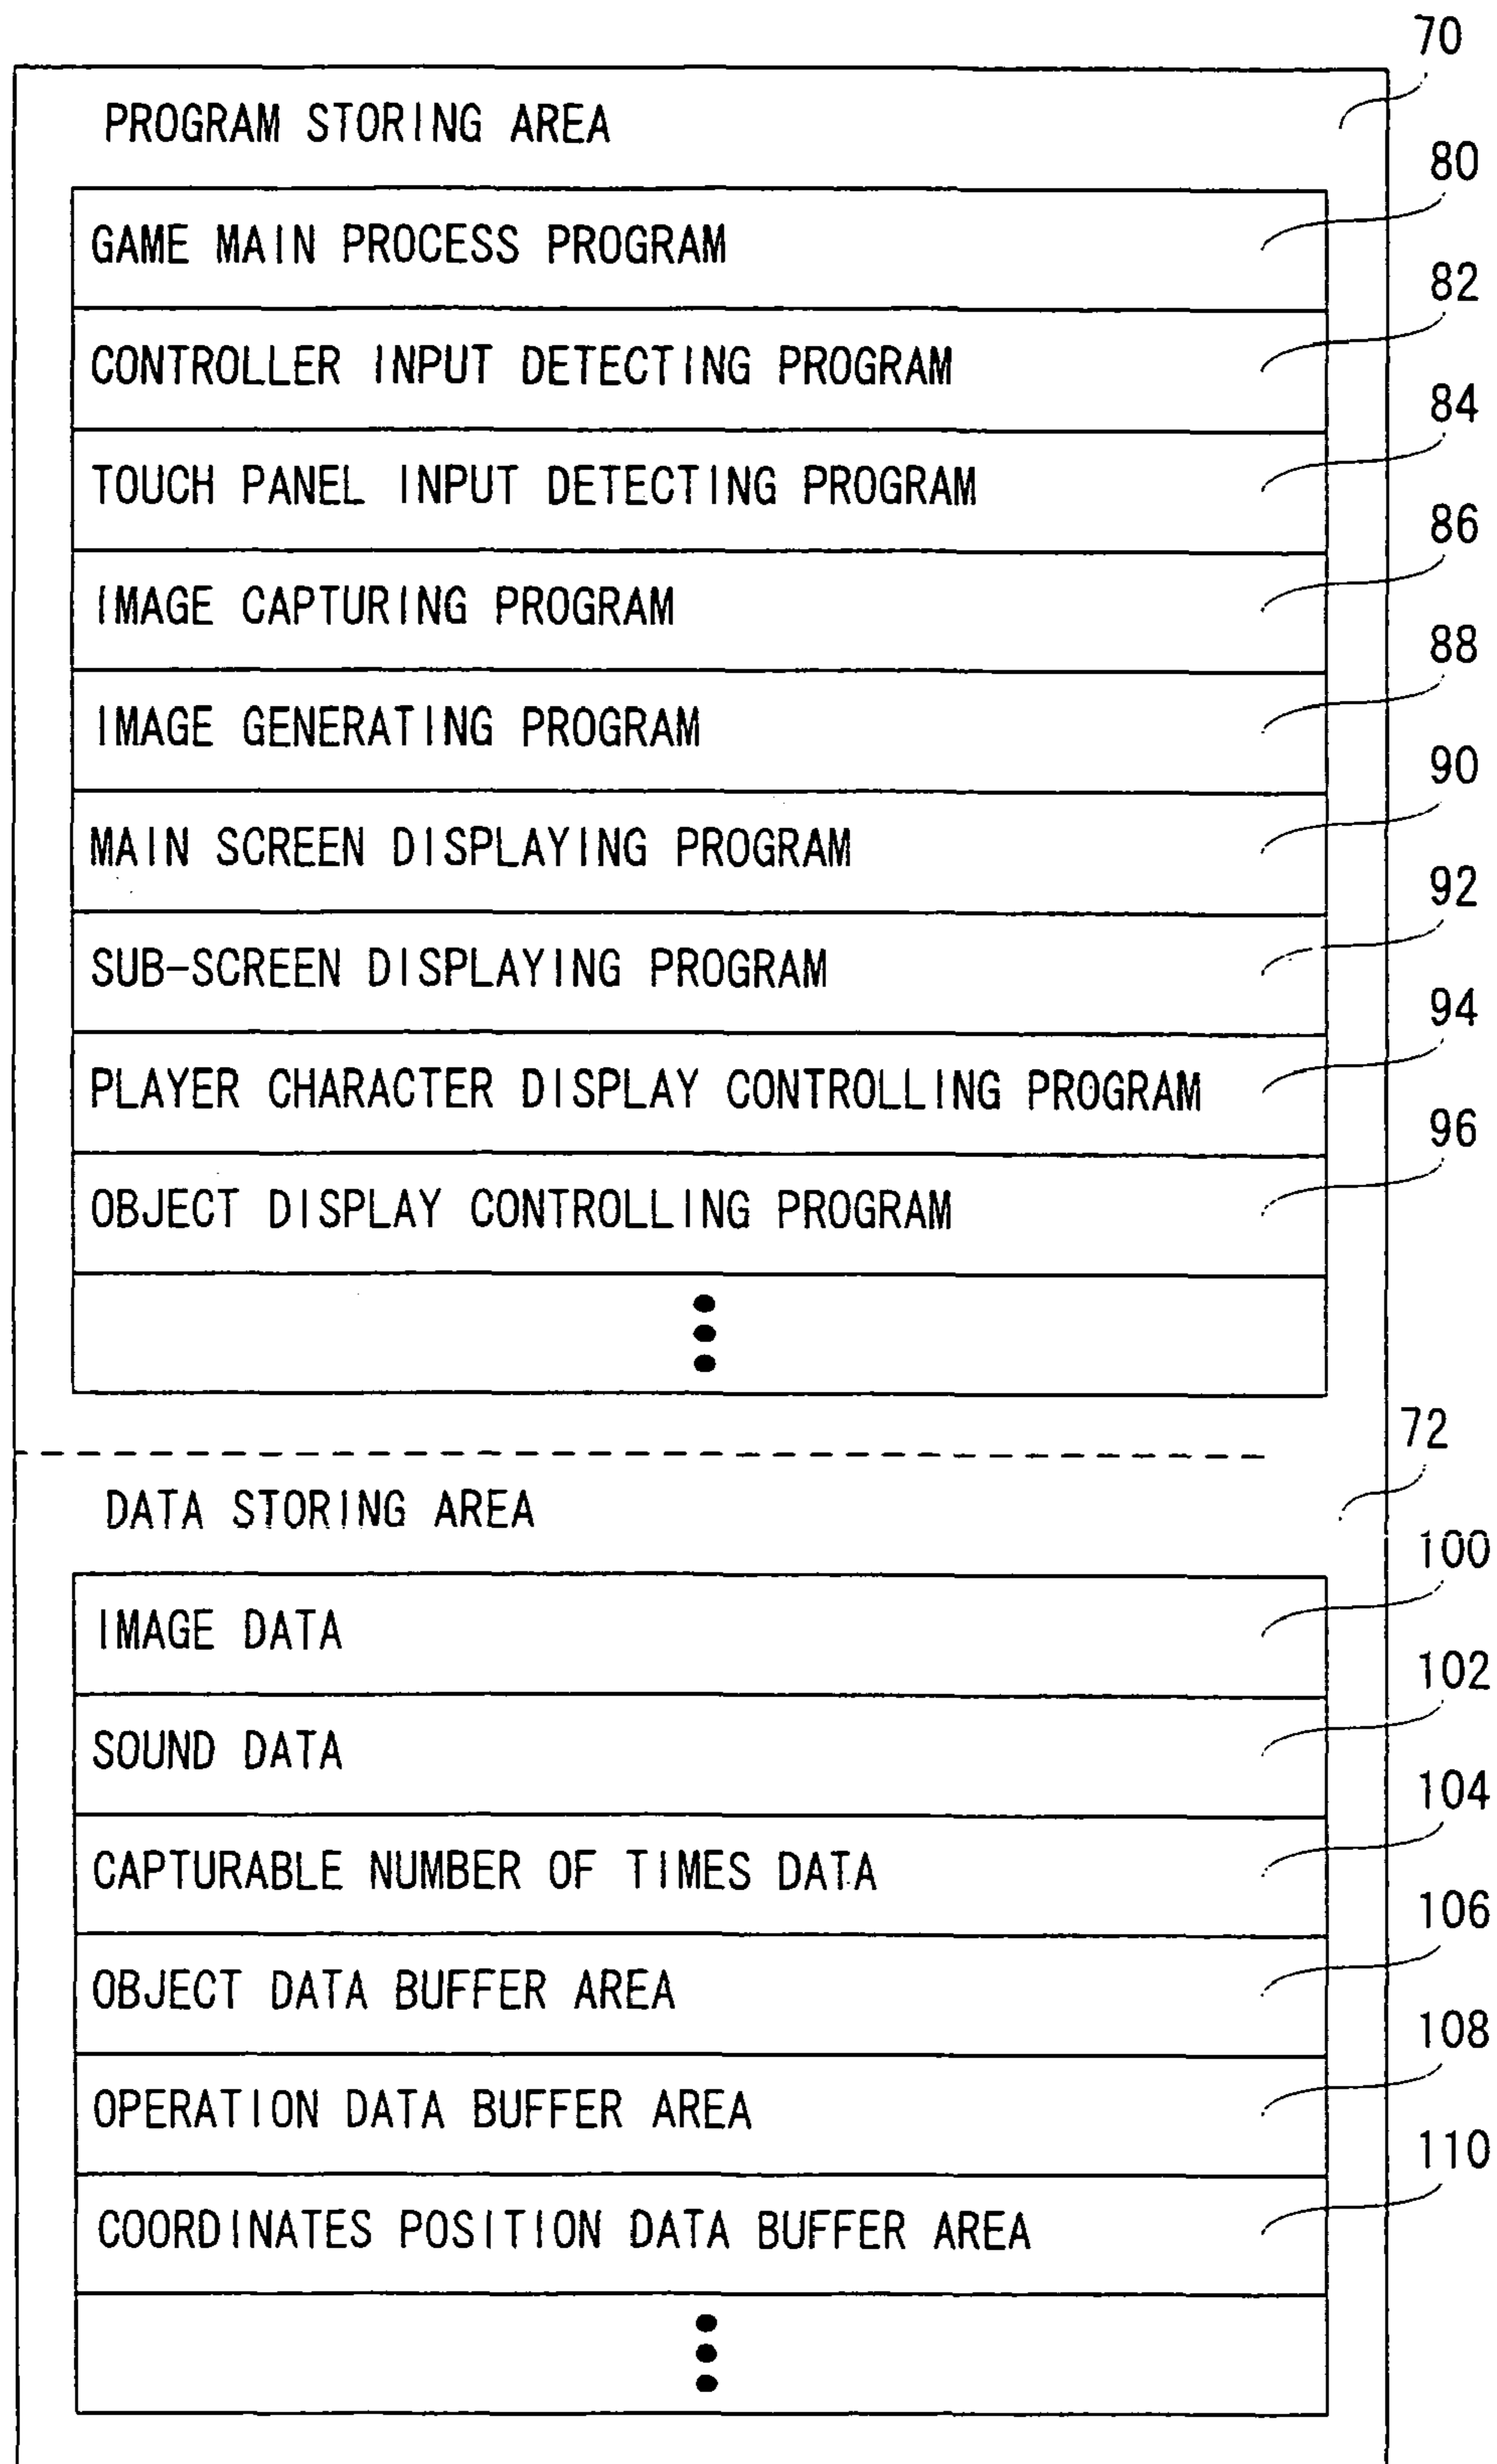 70
PROGRAM STORING AREA
80
GAME MAIN PROCESS PROGRAM
82
CONTROLLER INPUT DETECTING PROGRAM
84
TOUCH PANEL INPUT DETECTING PROGRAM
86
IMAGE CAPTURING PROGRAM
88
IMAGE GENERATING PROGRAM
90
MAIN SCREEN DISPLAYING PROGRAM
92
SUB-SCREEN DISPLAYING PROGRAM
94
PLAYER CHARACTER DISPLAY CONTROLLING PROGRAM
96
OBJECT DISPLAY CONTROLLING PROGRAM
72
DATA STORING AREA
100
IMAGE DATA
102
SOUND DATA
104
CAPTURABLE NUMBER OF TIMES DATA
106
OBJECT DATA BUFFER AREA
108
OPERATION DATA BUFFER AREA
110
COORDINATES POSITION DATA BUFFER AREA